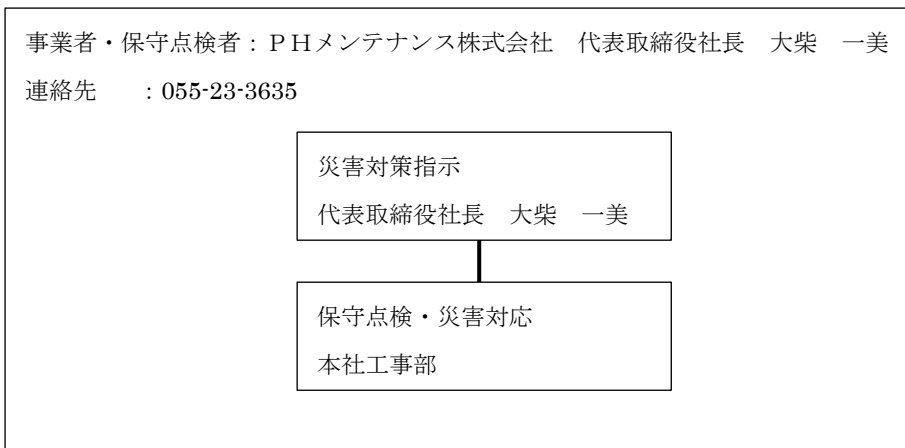 事業者・保守点検者：ＰＨメンテナンス株式会社　代表取締役社長　大柴　一美
連絡先　　：055-23-3635
災害対策指示
代表取締役社長　大柴　一美
保守点検・災害対応
本社工事部